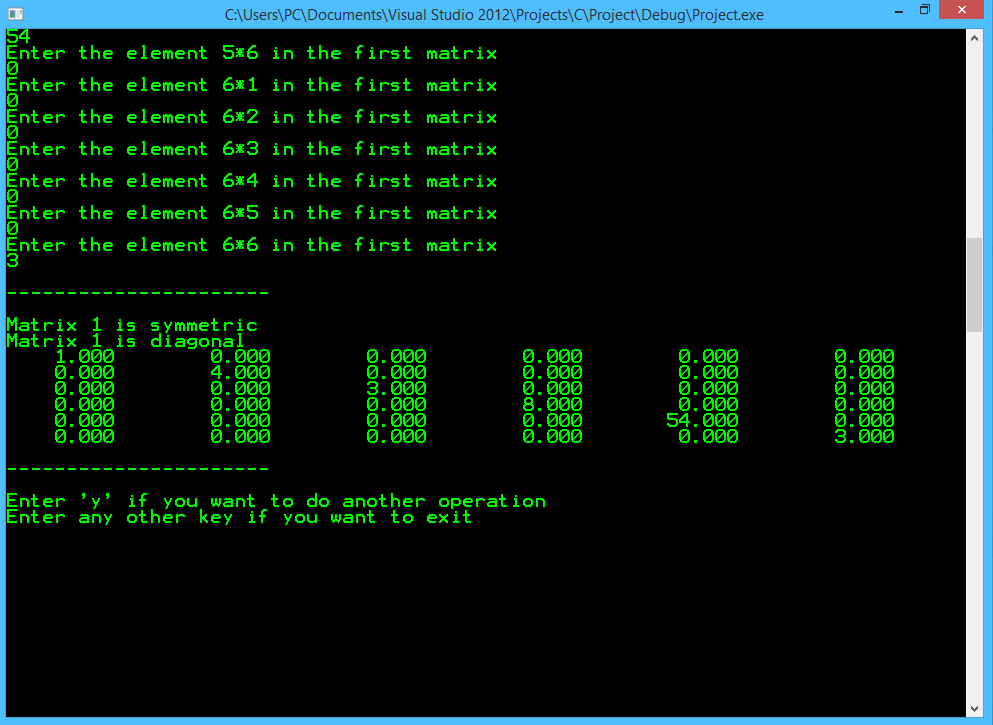 C:\Users\PC\Documents\Visual Studio 2012\Projects\C\Project\Debug\Project.exe
54
Enter the element 5*6 in the first matrix
0
Enter the element 6*1 in the first matrix
0
Enter the element 6*2 in the first matrix
0
Enter the element 6*3 in the first matrix
0
Enter the element 6*4 in the first matrix
0
Enter the element 6*5 in the first matrix
0
Enter the element 6*6 in the first matrix
3
----------------------
Matrix 1 is symmetric
Matrix 1 is diagonal
1.000 0.000 0.000 0.000 0.000 0.000
0.000 4.000 0.000 0.000 0.000 0.000
0.000 0.000 3.000 0.000 0.000 0.000
0.000 0.000 0.000 8.000 0.000 0.000
0.000 0.000 0.000 0.000 54.000 0.000
0.000 0.000 0.000 0.000 0.000 3.000
----------------------
Enter 'y' if you want to do another operation
Enter any other key if you want to exit